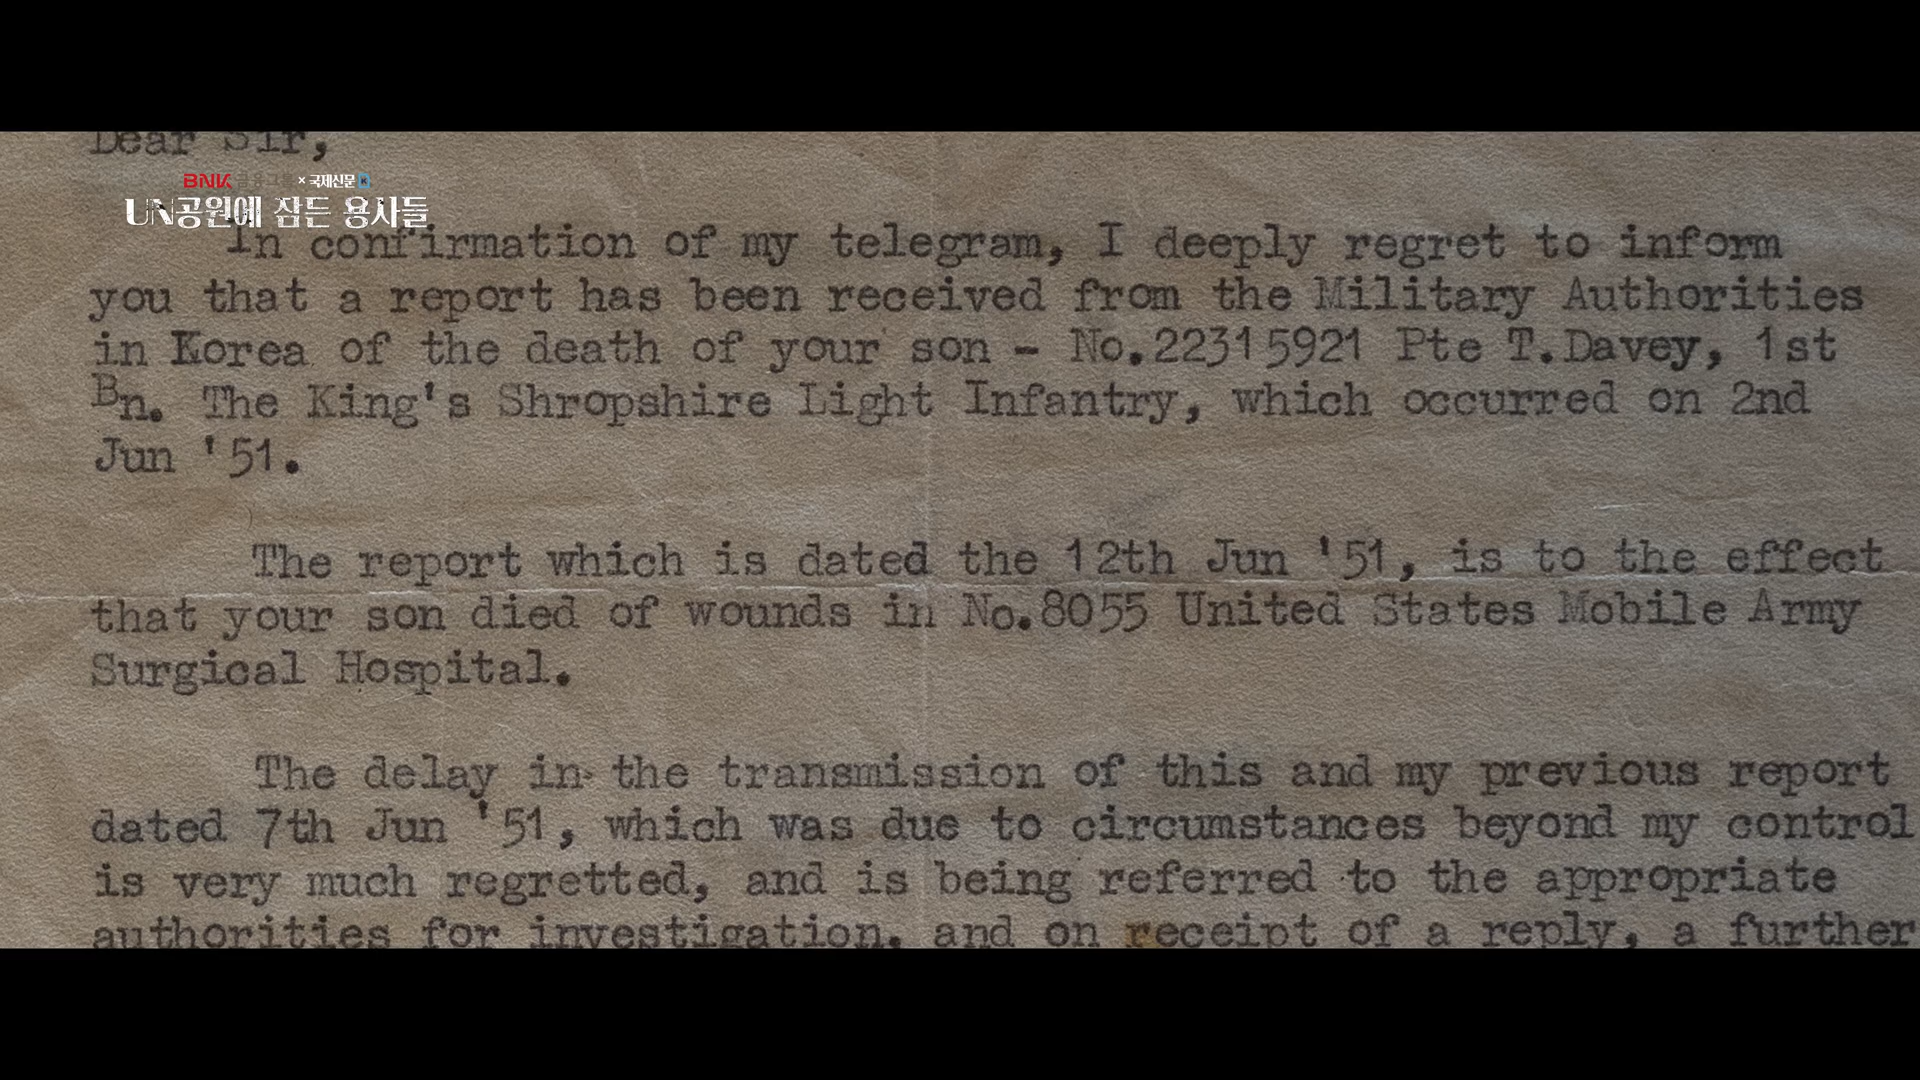 Dear Sir,
BNK 금융그룹 × 국제신문
UN공원에 잠든 용사들
In confirmation of my telegram, I deeply regret to inform
you that a report has been received from the Military Authorities
in Korea of the death of your son - No.22315921 Pte T.Davey, 1st
Bn. The King's Shropshire Light Infantry, which occurred on 2nd
Jun '51.
The report which is dated the 12th Jun '51, is to the effect
that your son died of wounds in No.8055 United States Mobile Army
Surgical Hospital.
The delay in the transmission of this and my previous report
dated 7th Jun '51, which was due to circumstances beyond my control
is very much regretted, and is being referred to the appropriate
authorities for investigation, and on receipt of a reply, a further